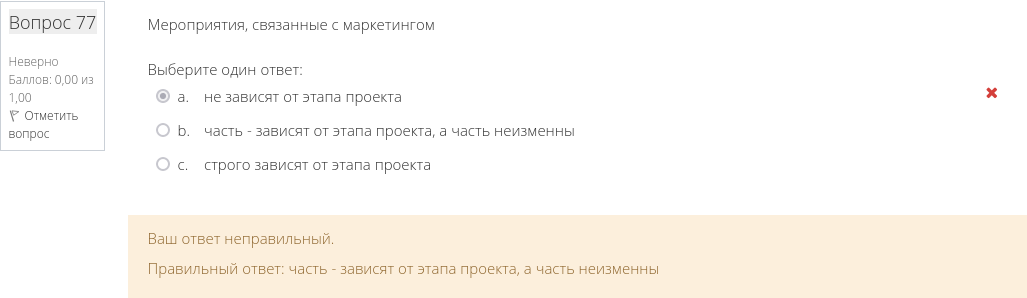 Вопрос 77
Неверно
Баллов: 0,00 из
1,00
Отметить
вопрос
Мероприятия, связанные с маркетингом
Выберите один ответ:
a. не зависят от этапа проекта
b. часть - зависят от этапа проекта, а часть неизменны
c. строго зависят от этапа проекта
Ваш ответ неправильный.
Правильный ответ: часть - зависят от этапа проекта, а часть неизменны